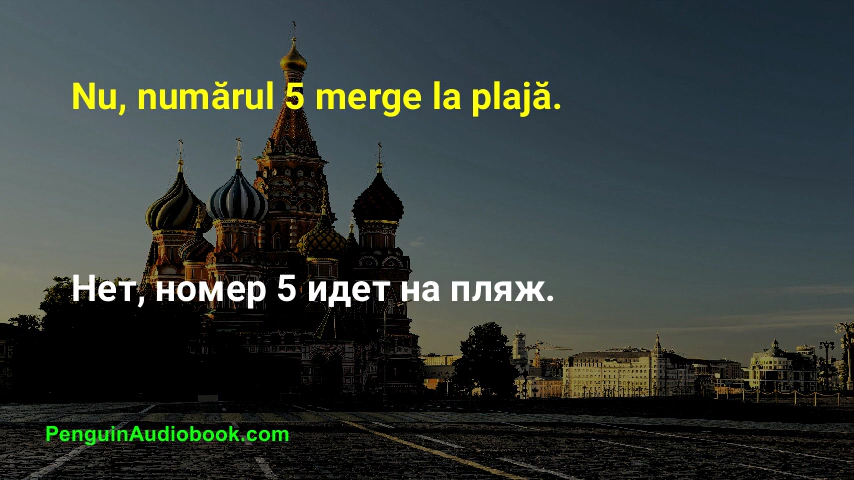 Nu, numărul 5 merge la plajă.
Нет, номер 5 идет на пляж.
PenguinAudiobook.com